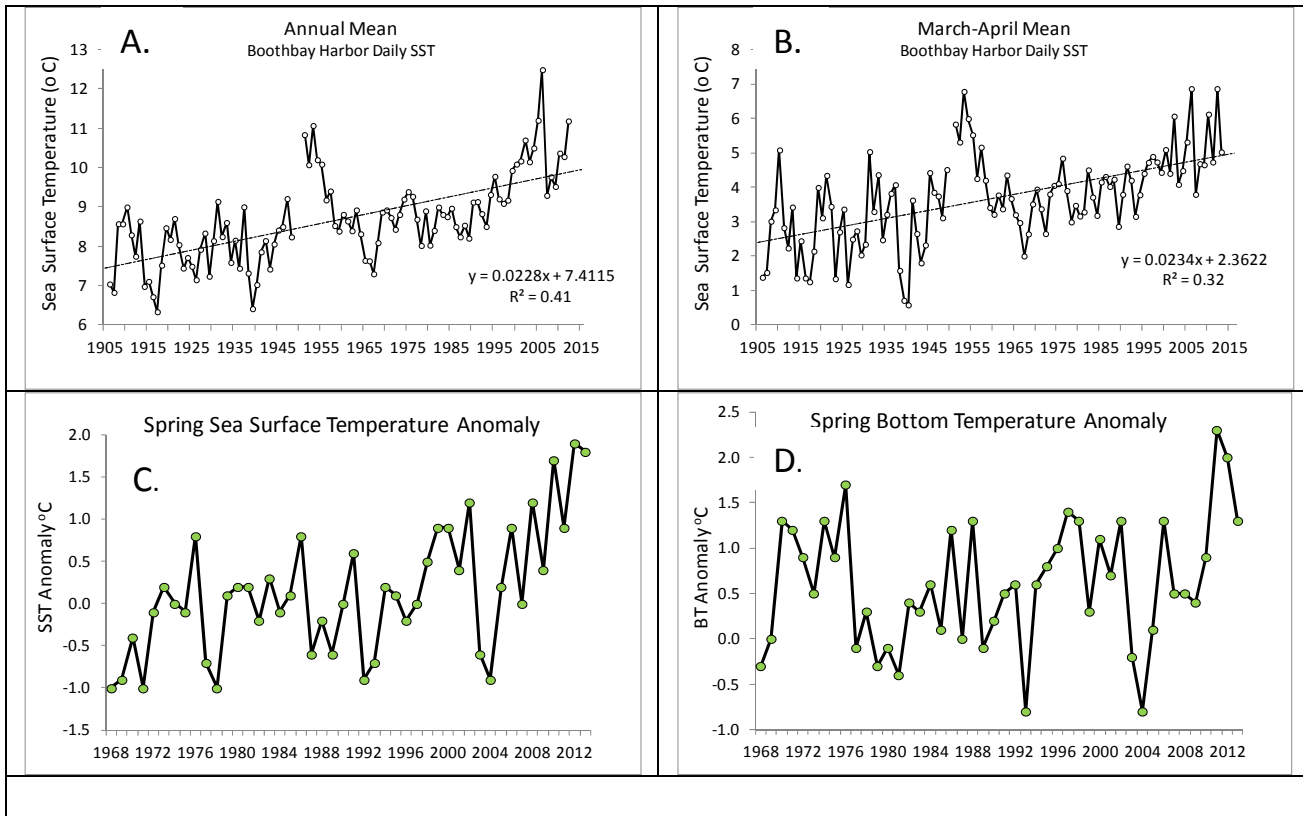 A.
Annual Mean
Boothbay Harbor Daily SST
Sea Surface Temperature (o C)
13
12
11
10
9
8
7
6
1905 1915 1925 1935 1945 1955 1965 1975 1985 1995 2005 2015
y = 0.0228x + 7.4115
R² = 0.41
B.
March-April Mean
Boothbay Harbor Daily SST
Sea Surface Temperature (o C)
8
7
6
5
4
3
2
1
0
1905 1915 1925 1935 1945 1955 1965 1975 1985 1995 2005 2015
y = 0.0234x + 2.3622
R² = 0.32
Spring Sea Surface Temperature Anomaly
C.
SST Anomaly ºC
2.0
1.5
1.0
0.5
0.0
-0.5
-1.0
-1.5
1968 1972 1976 1980 1984 1988 1992 1996 2000 2004 2008 2012
Spring Bottom Temperature Anomaly
D.
BT Anomaly ºC
2.5
2.0
1.5
1.0
0.5
0.0
-0.5
-1.0
1968 1972 1976 1980 1984 1988 1992 1996 2000 2004 2008 2012